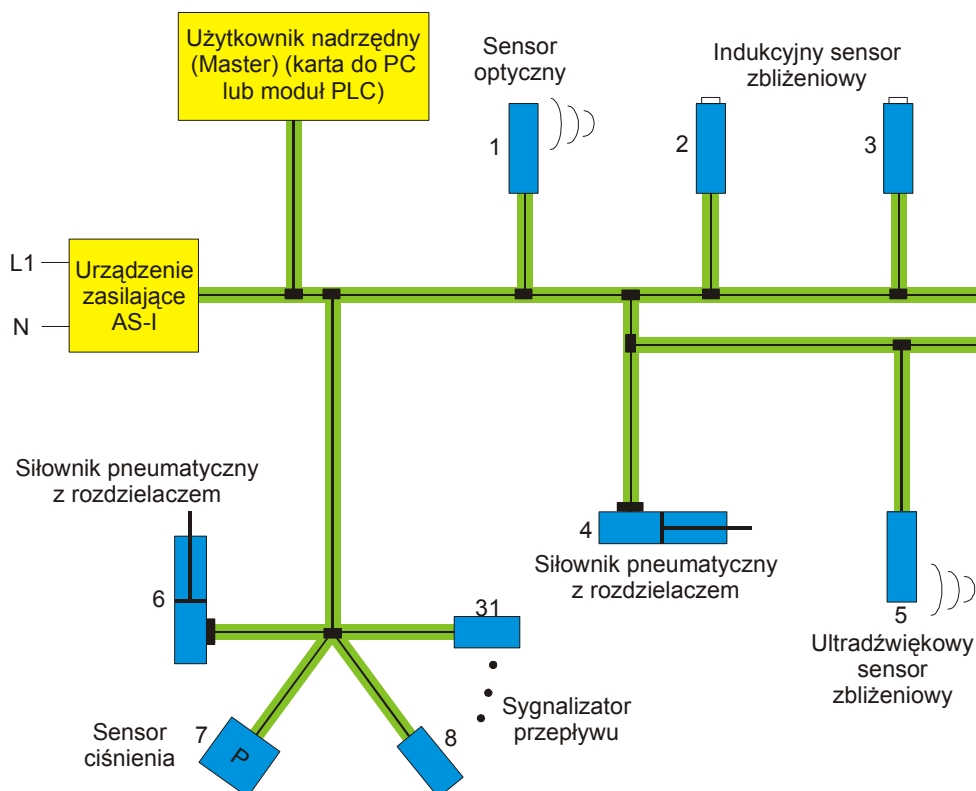 Użytkownik nadrzędny
(Master) (karta do PC
lub moduł PLC)
Sensor
optyczny
Indukcyjny sensor
zbliżeniowy
1
2
3
L1
N
Urządzenie
zasilające
AS-I
Siłownik pneumatyczny
z rozdzielaczem
6
4
Siłownik pneumatyczny
z rozdzielaczem
5
Ultradźwiękowy
sensor
zbliżeniowy
31
Sygnalizator
przepływu
Sensor
ciśnienia
7
P
8